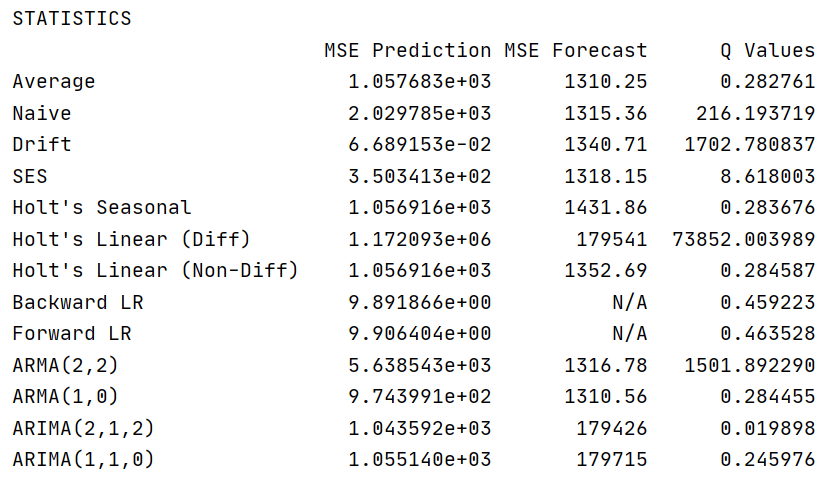 STATISTICS
MSE Prediction MSE Forecast Q Values
Average 1.057683e+03 1310.25 0.282761
Naive 2.029785e+03 1315.36 216.193719
Drift 6.689153e-02 1340.71 1702.780837
SES 3.503413e+02 1318.15 8.618003
Holt's Seasonal 1.056916e+03 1431.86 0.283676
Holt's Linear (Diff) 1.172093e+06 179541 73852.003989
Holt's Linear (Non-Diff) 1.056916e+03 1352.69 0.284587
Backward LR 9.891866e+00 N/A 0.459223
Forward LR 9.906404e+00 N/A 0.463528
ARMA(2,2) 5.638543e+03 1316.78 1501.892290
ARMA(1,0) 9.743991e+02 1310.56 0.284455
ARIMA(2,1,2) 1.043592e+03 179426 0.019898
ARIMA(1,1,0) 1.055140e+03 179715 0.245976